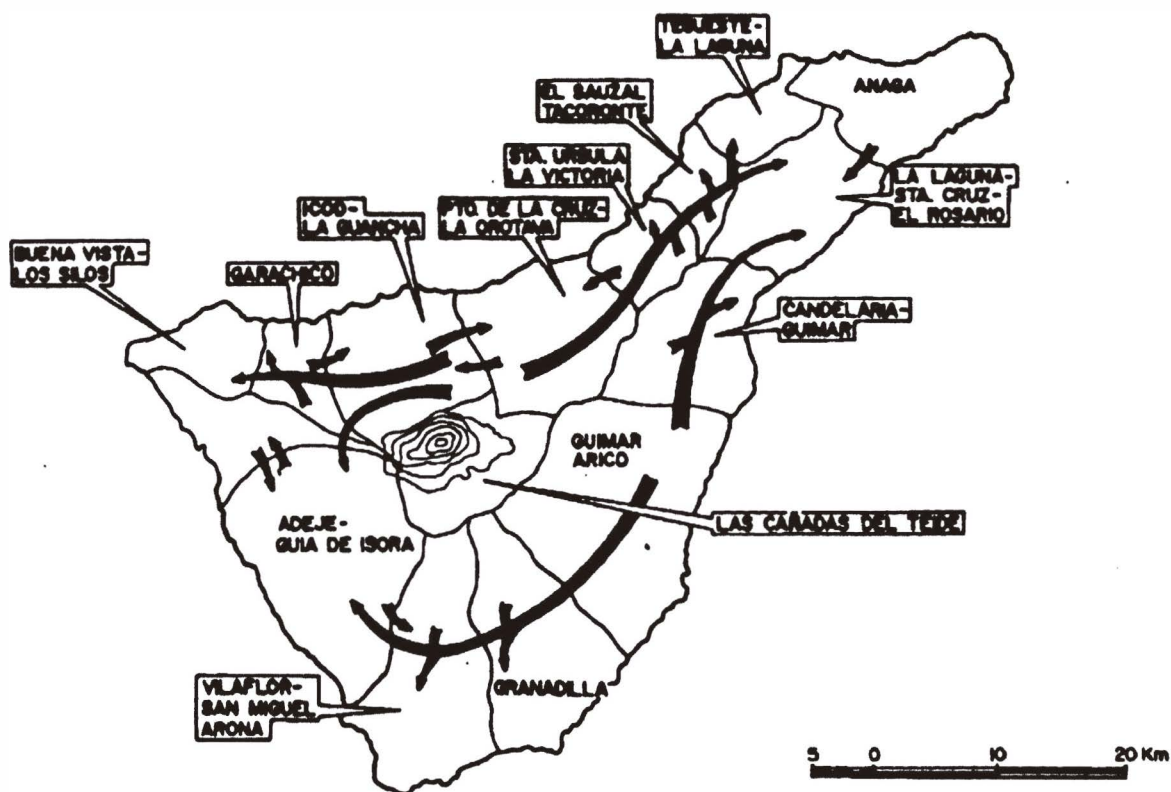 TEGUESTE-
LA LAGUNA
ANAGA
EL SAUZAL
TACORONTE
STA. URSULA
LA VICTORIA
LA LAGUNA-
STA. CRUZ-
EL ROSARIO
ICOD-
LA GUANCHA
PTO. DE LA CRUZ-
LA OROTAVA
BUENA VISTA-
LOS SILOS
GARACHICO
CANDELARIA-
GUIMAR
GUIMAR
ARICO
LAS CAÑADAS DEL TEIDE
ADEJE-
GUIA DE ISORA
VILAFLOR-
SAN MIGUEL
ARONA
GRANADILLA
5 0 10 20 Km